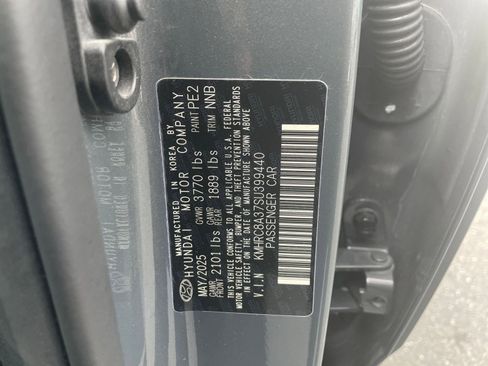 MANUFACTURED IN KOREA BY
HYUNDAI MOTOR COMPANY
MAY/2025 GVWR 3770 lbs PAINT PE2
GAWR FRONT 2101 lbs GAWR REAR 1889 lbs TRIM NNB
THIS VEHICLE CONFORMS TO ALL APPLICABLE U.S.A. FEDERAL
MOTOR VEHICLE SAFETY, BUMPER, AND THEFT PREVENTION STANDARDS
IN EFFECT ON THE DATE OF MANUFACTURE SHOWN ABOVE.
V.I.N KMHRC8A37SU399440
PASSENGER CAR